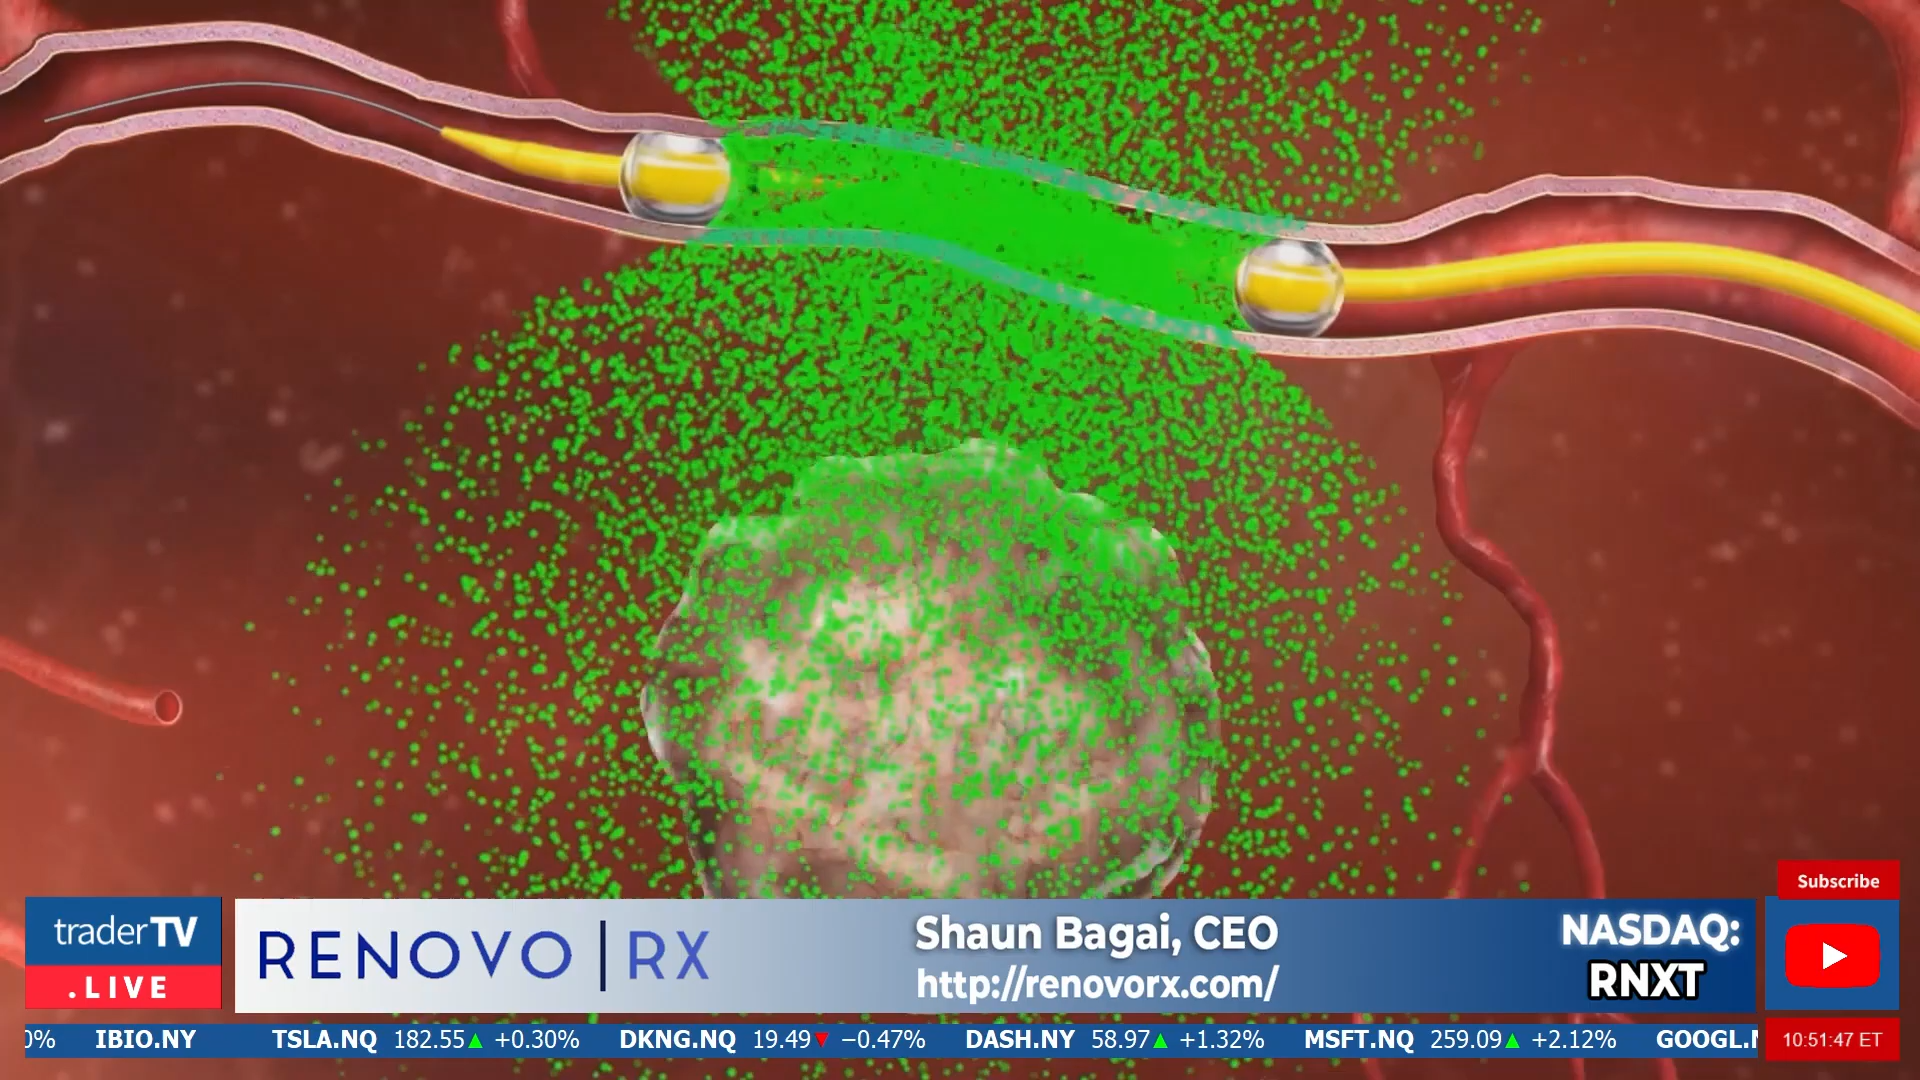 Subscribe
traderTV
.LIVE
RENOVO|RX
Shaun Bagai, CEO
http://renovorx.com/
NASDAQ:
RNXT
0% IBIO.NY TSLA.NQ 182.55▲ +0.30% DKNG.NQ 19.49▼ −0.47% DASH.NY 58.97▲ +1.32% MSFT.NQ 259.09▲ +2.12% GOOGL.N
10:51:47 ET